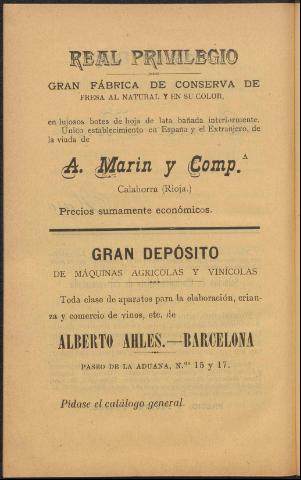 REAL PRIVILEGIO
GRAN FÁBRICA DE CONSERVA DE
FRESA AL NATURAL Y EN SU COLOR,
en lujosos botes de hoja de lata bañada interiormente.
Unico establecimiento en España y el Extranjero, de
la viuda de
A. Marin y Comp.ᴬ
Calahorra (Rioja.)
Precios sumamente económicos.
GRAN DEPÓSITO
DE MÁQUINAS AGRICOLAS Y VINÍCOLAS
Toda clase de aparatos para la elaboración, crian-
za y comercio de vinos, etc. de
ALBERTO AHLES.—BARCELONA
PASEO DE LA ADUANA, N.ᵒˢ 15 y 17.
Pídase el catálogo general.